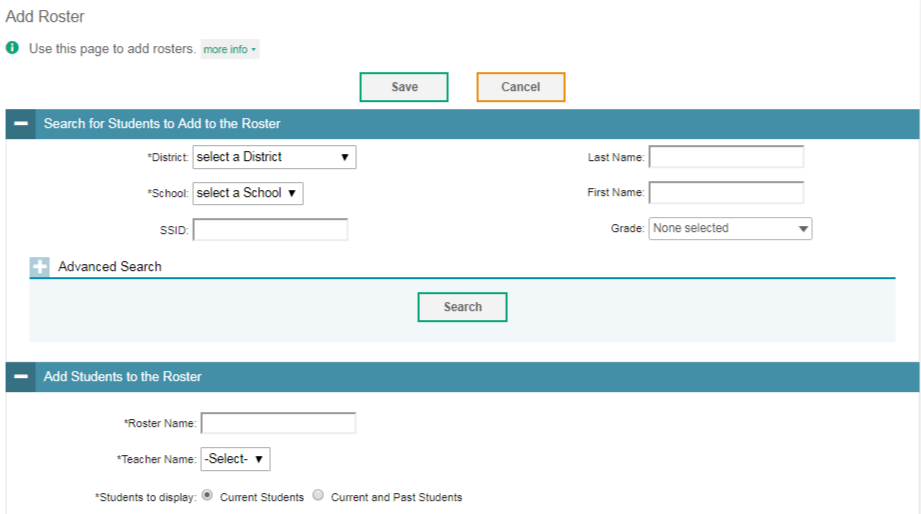 Add Roster
Use this page to add rosters. more info
Save Cancel
Search for Students to Add to the Roster
*District: select a District
Last Name:
*School: select a School
First Name:
SSID:
Grade: None selected
Advanced Search
Search
Add Students to the Roster
*Roster Name:
*Teacher Name: -Select-
*Students to display: Current Students Current and Past Students